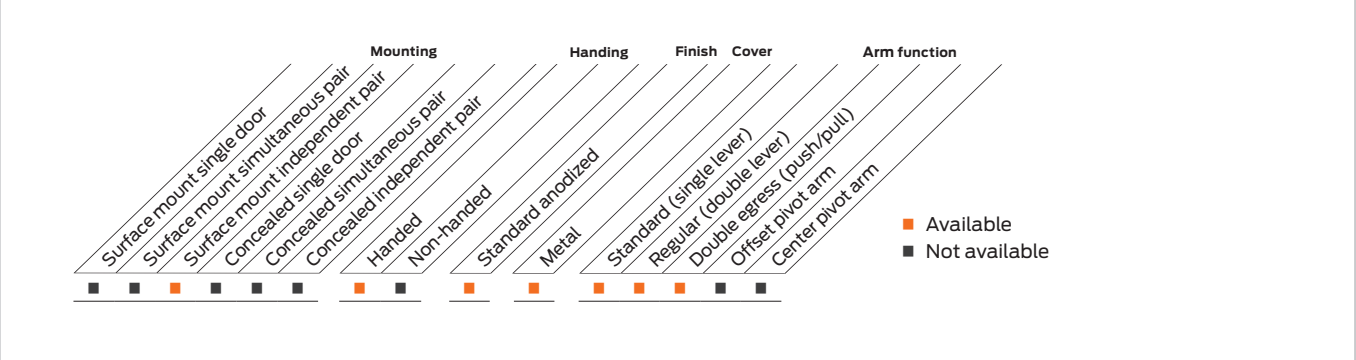 Mounting
Handing
Finish
Cover
Arm function
Surface mount single door
Surface mount simultaneous pair
Surface mount independent pair
Concealed single door
Concealed simultaneous pair
Concealed independent pair
Handed
Non-handed
Standard anodized
Metal
Standard (single lever)
Regular (double lever)
Double egress (push/pull)
Offset pivot arm
Center pivot arm
Available
Not available